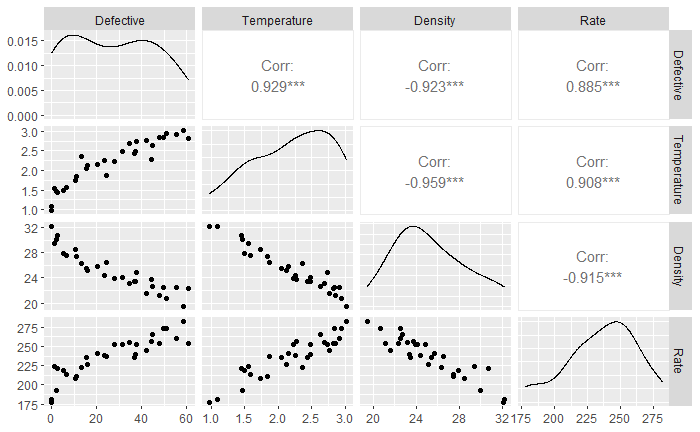 Defective Temperature Density Rate
0.015
0.010
0.005
0.000
Corr:
0.929***
Corr:
-0.923***
Corr:
0.885***
Defective
3.0
2.5
2.0
1.5
1.0
Corr:
-0.959***
Corr:
0.908***
Temperature
32
28
24
20
Corr:
-0.915***
Density
275
250
225
200
175
Rate
0 20 40 60
1.0 1.5 2.0 2.5 3.0
20 24 28 32
175 200 225 250 275